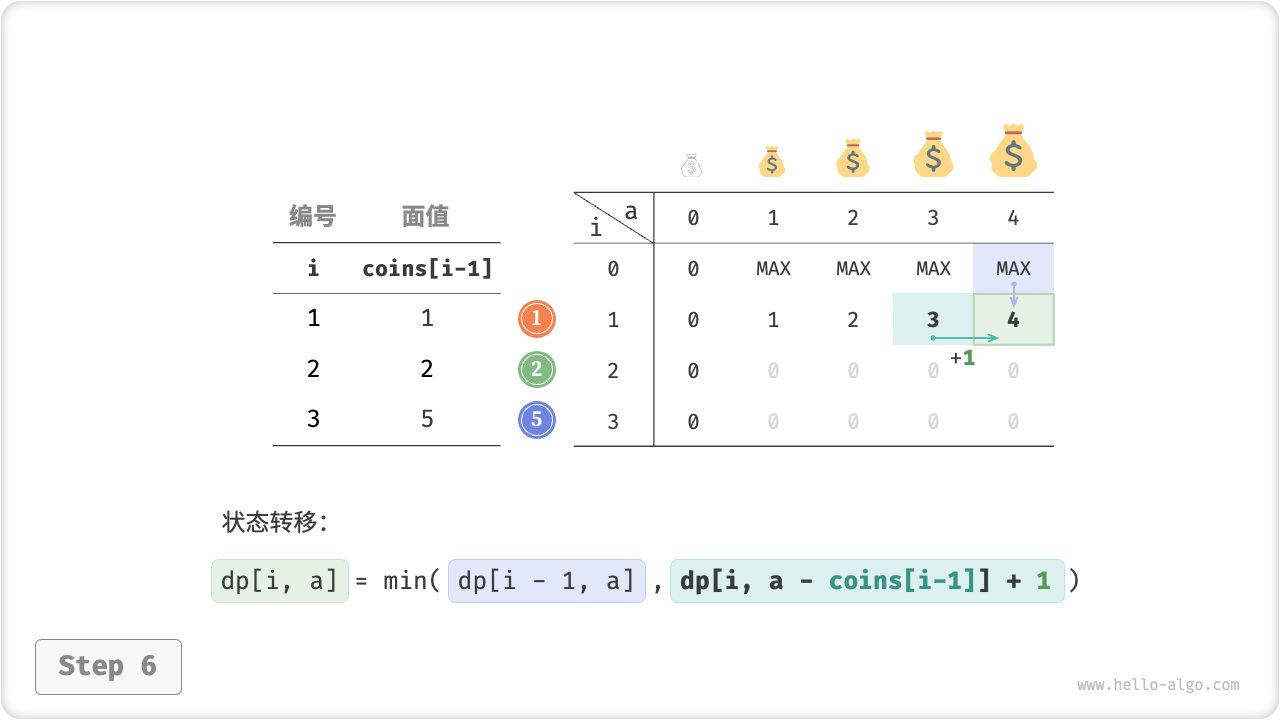 编号 面值
i coins[i-1]
1 1 1
2 2 2
3 5 5
$ $ $ $ $
i a 0 1 2 3 4
0 0 MAX MAX MAX MAX
1 0 1 2 3 4
+1
2 0 0 0 0 0
3 0 0 0 0 0
状态转移：
dp[i, a] = min( dp[i - 1, a] , dp[i, a - coins[i-1]] + 1 )
Step 6
www.hello-algo.com